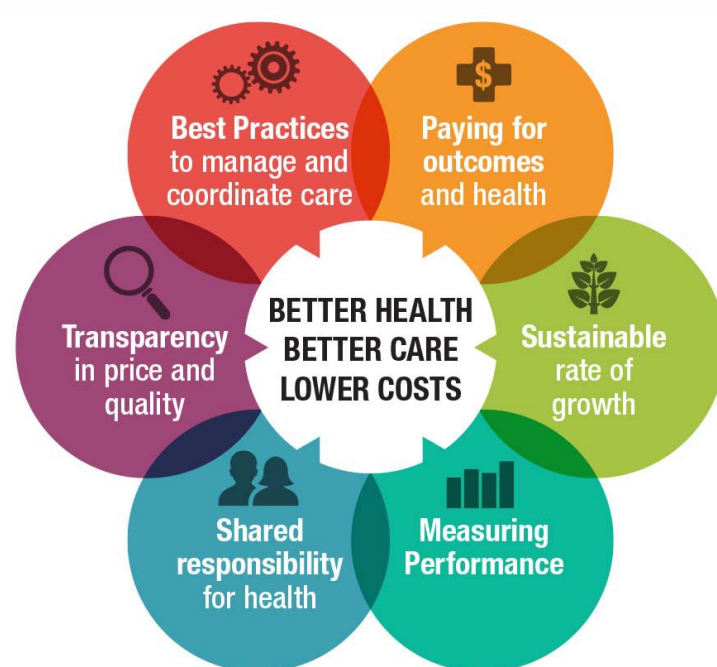 Best Practices
to manage and
coordinate care
Paying for
outcomes
and health
Transparency
in price and
quality
BETTER HEALTH
BETTER CARE
LOWER COSTS
Sustainable
rate of
growth
Shared
responsibility
for health
Measuring
Performance
$